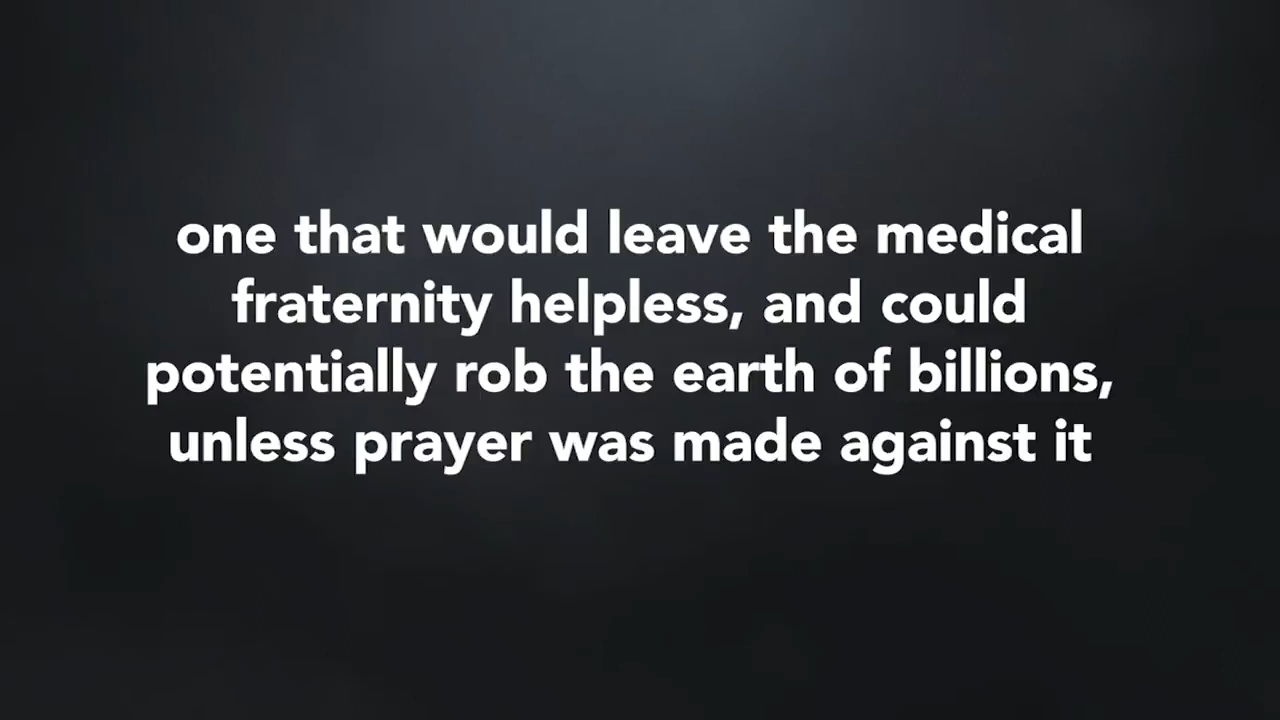 one that would leave the medical
fraternity helpless, and could
potentially rob the earth of billions,
unless prayer was made against it